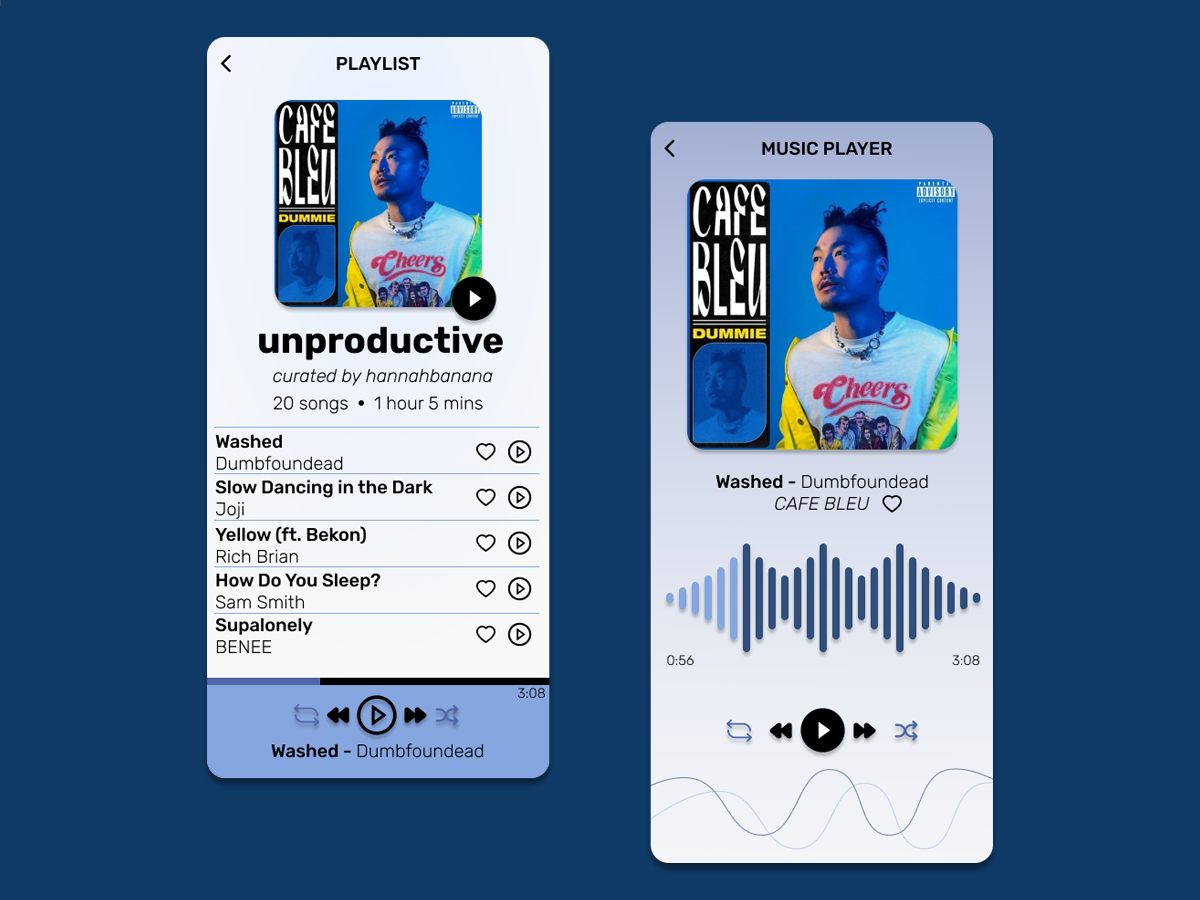 PLAYLIST
CAFE
BLEU
DUMMIE
PARENTAL
ADVISORY
EXPLICIT CONTENT
Cheers
unproductive
curated by hannahbanana
20 songs • 1 hour 5 mins
Washed
Dumbfoundead
Slow Dancing in the Dark
Joji
Yellow (ft. Bekon)
Rich Brian
How Do You Sleep?
Sam Smith
Supalonely
BENEE
3:08
Washed - Dumbfoundead
MUSIC PLAYER
CAFE
BLEU
DUMMIE
PARENTAL
ADVISORY
EXPLICIT CONTENT
Cheers
Washed - Dumbfoundead
CAFE BLEU
0:56
3:08